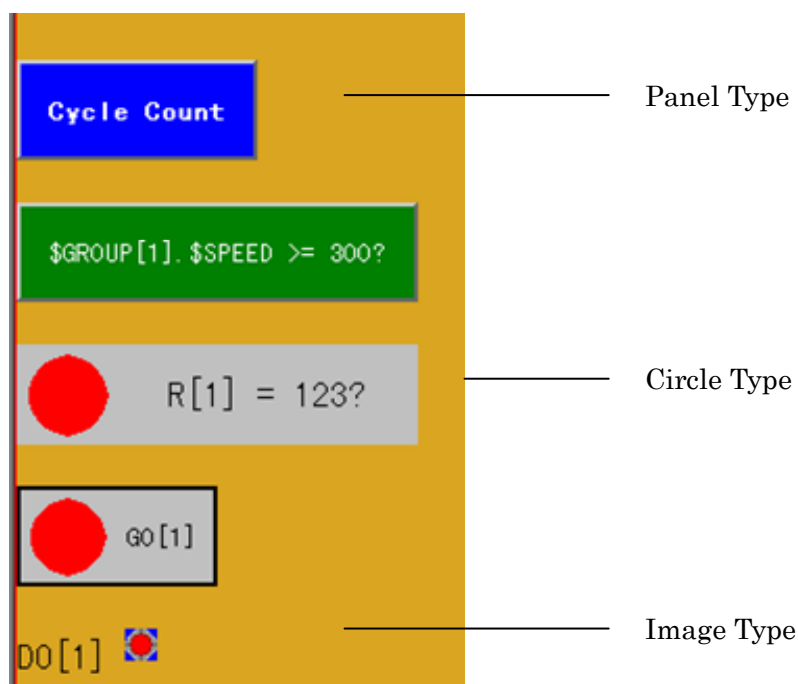 Cycle Count
Panel Type
$GROUP[1].$SPEED >= 300?
R[1] = 123?
Circle Type
GO[1]
DO[1]
Image Type